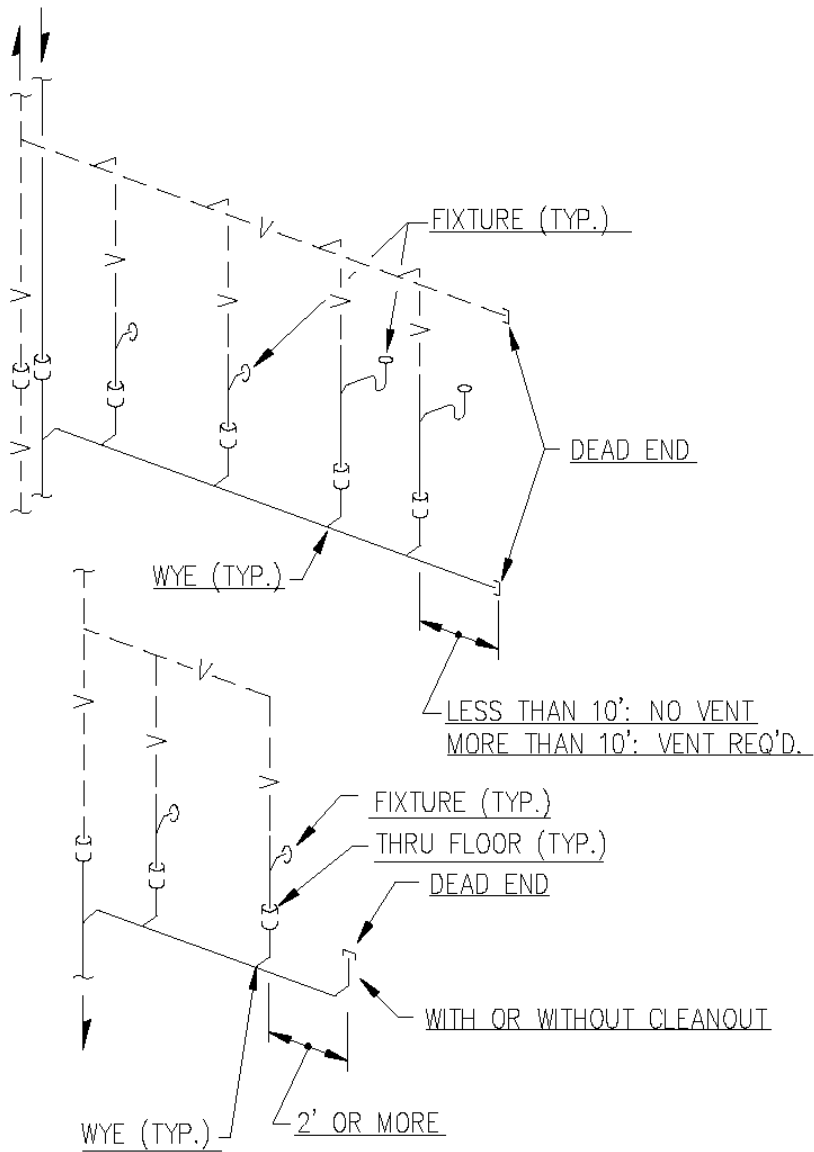 FIXTURE (TYP.)
V
V
V
V
V
V
V
DEAD END
WYE (TYP.)
LESS THAN 10': NO VENT
MORE THAN 10': VENT REQ'D.
V
V
V
V
FIXTURE (TYP.)
THRU FLOOR (TYP.)
DEAD END
WITH OR WITHOUT CLEANOUT
WYE (TYP.)
2' OR MORE